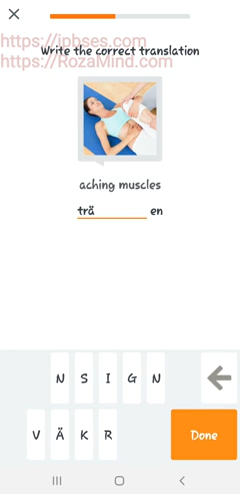 https://ipbses.com
Write the correct translation
https://RozaMind.com
aching muscles
trä en
N S I G N
V Ä K R Done